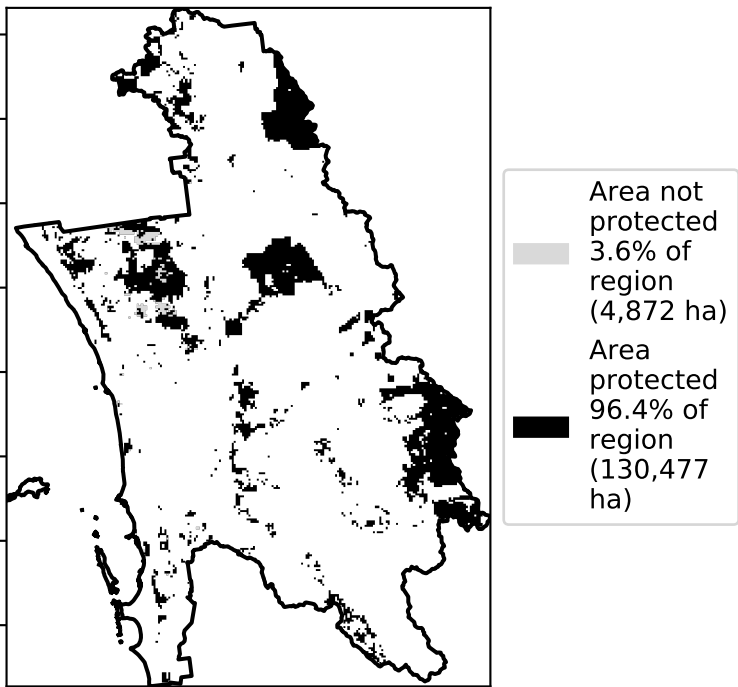 Area not
protected
3.6% of
region
(4,872 ha)
Area
protected
96.4% of
region
(130,477
ha)